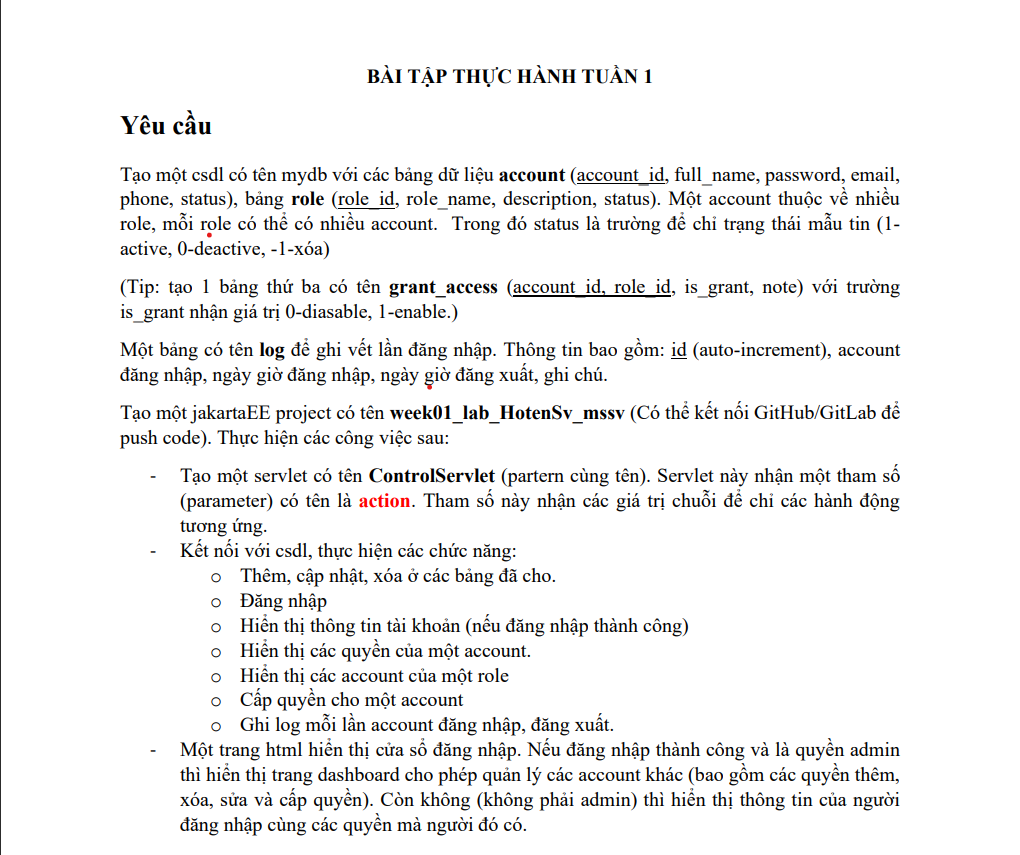 BÀI TẬP THỰC HÀNH TUẦN 1
Yêu cầu
Tạo một csdl có tên mydb với các bảng dữ liệu account (account_id, full_name, password, email,
phone, status), bảng role (role_id, role_name, description, status). Một account thuộc về nhiều
role, mỗi role có thể có nhiều account. Trong đó status là trường để chỉ trạng thái mẫu tin (1-
active, 0-deactive, -1-xóa)
(Tip: tạo 1 bảng thứ ba có tên grant_access (account_id, role_id, is_grant, note) với trường
is_grant nhận giá trị 0-diasable, 1-enable.)
Một bảng có tên log để ghi vết lần đăng nhập. Thông tin bao gồm: id (auto-increment), account
đăng nhập, ngày giờ đăng nhập, ngày giờ đăng xuất, ghi chú.
Tạo một jakartaEE project có tên week01_lab_HotenSv_mssv (Có thể kết nối GitHub/GitLab để
push code). Thực hiện các công việc sau:
- Tạo một servlet có tên ControlServlet (partern cùng tên). Servlet này nhận một tham số
(parameter) có tên là action. Tham số này nhận các giá trị chuỗi để chỉ các hành động
tương ứng.
- Kết nối với csdl, thực hiện các chức năng:
o Thêm, cập nhật, xóa ở các bảng đã cho.
o Đăng nhập
o Hiển thị thông tin tài khoản (nếu đăng nhập thành công)
o Hiển thị các quyền của một account.
o Hiển thị các account của một role
o Cấp quyền cho một account
o Ghi log mỗi lần account đăng nhập, đăng xuất.
- Một trang html hiển thị cửa sổ đăng nhập. Nếu đăng nhập thành công và là quyền admin
thì hiển thị trang dashboard cho phép quản lý các account khác (bao gồm các quyền thêm,
xóa, sửa và cấp quyền). Còn không (không phải admin) thì hiển thị thông tin của người
đăng nhập cùng các quyền mà người đó có.